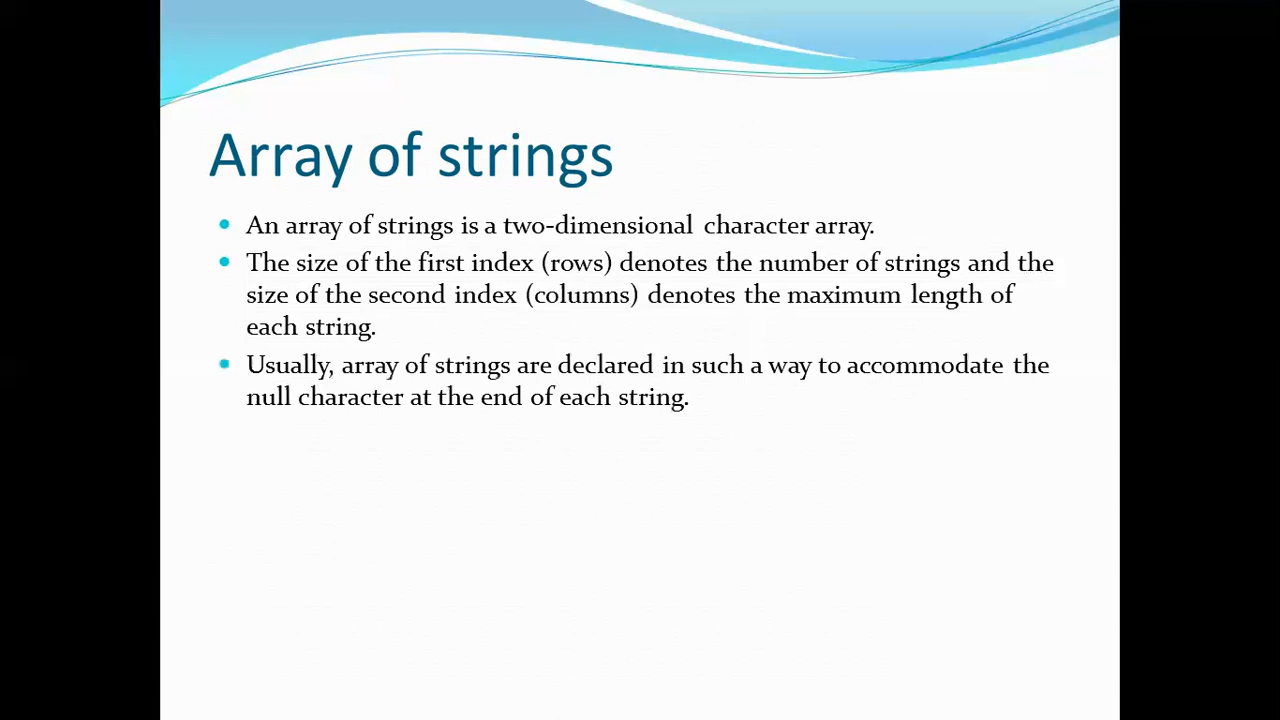 Array of strings
An array of strings is a two-dimensional character array.
The size of the first index (rows) denotes the number of strings and the
size of the second index (columns) denotes the maximum length of
each string.
Usually, array of strings are declared in such a way to accommodate the
null character at the end of each string.